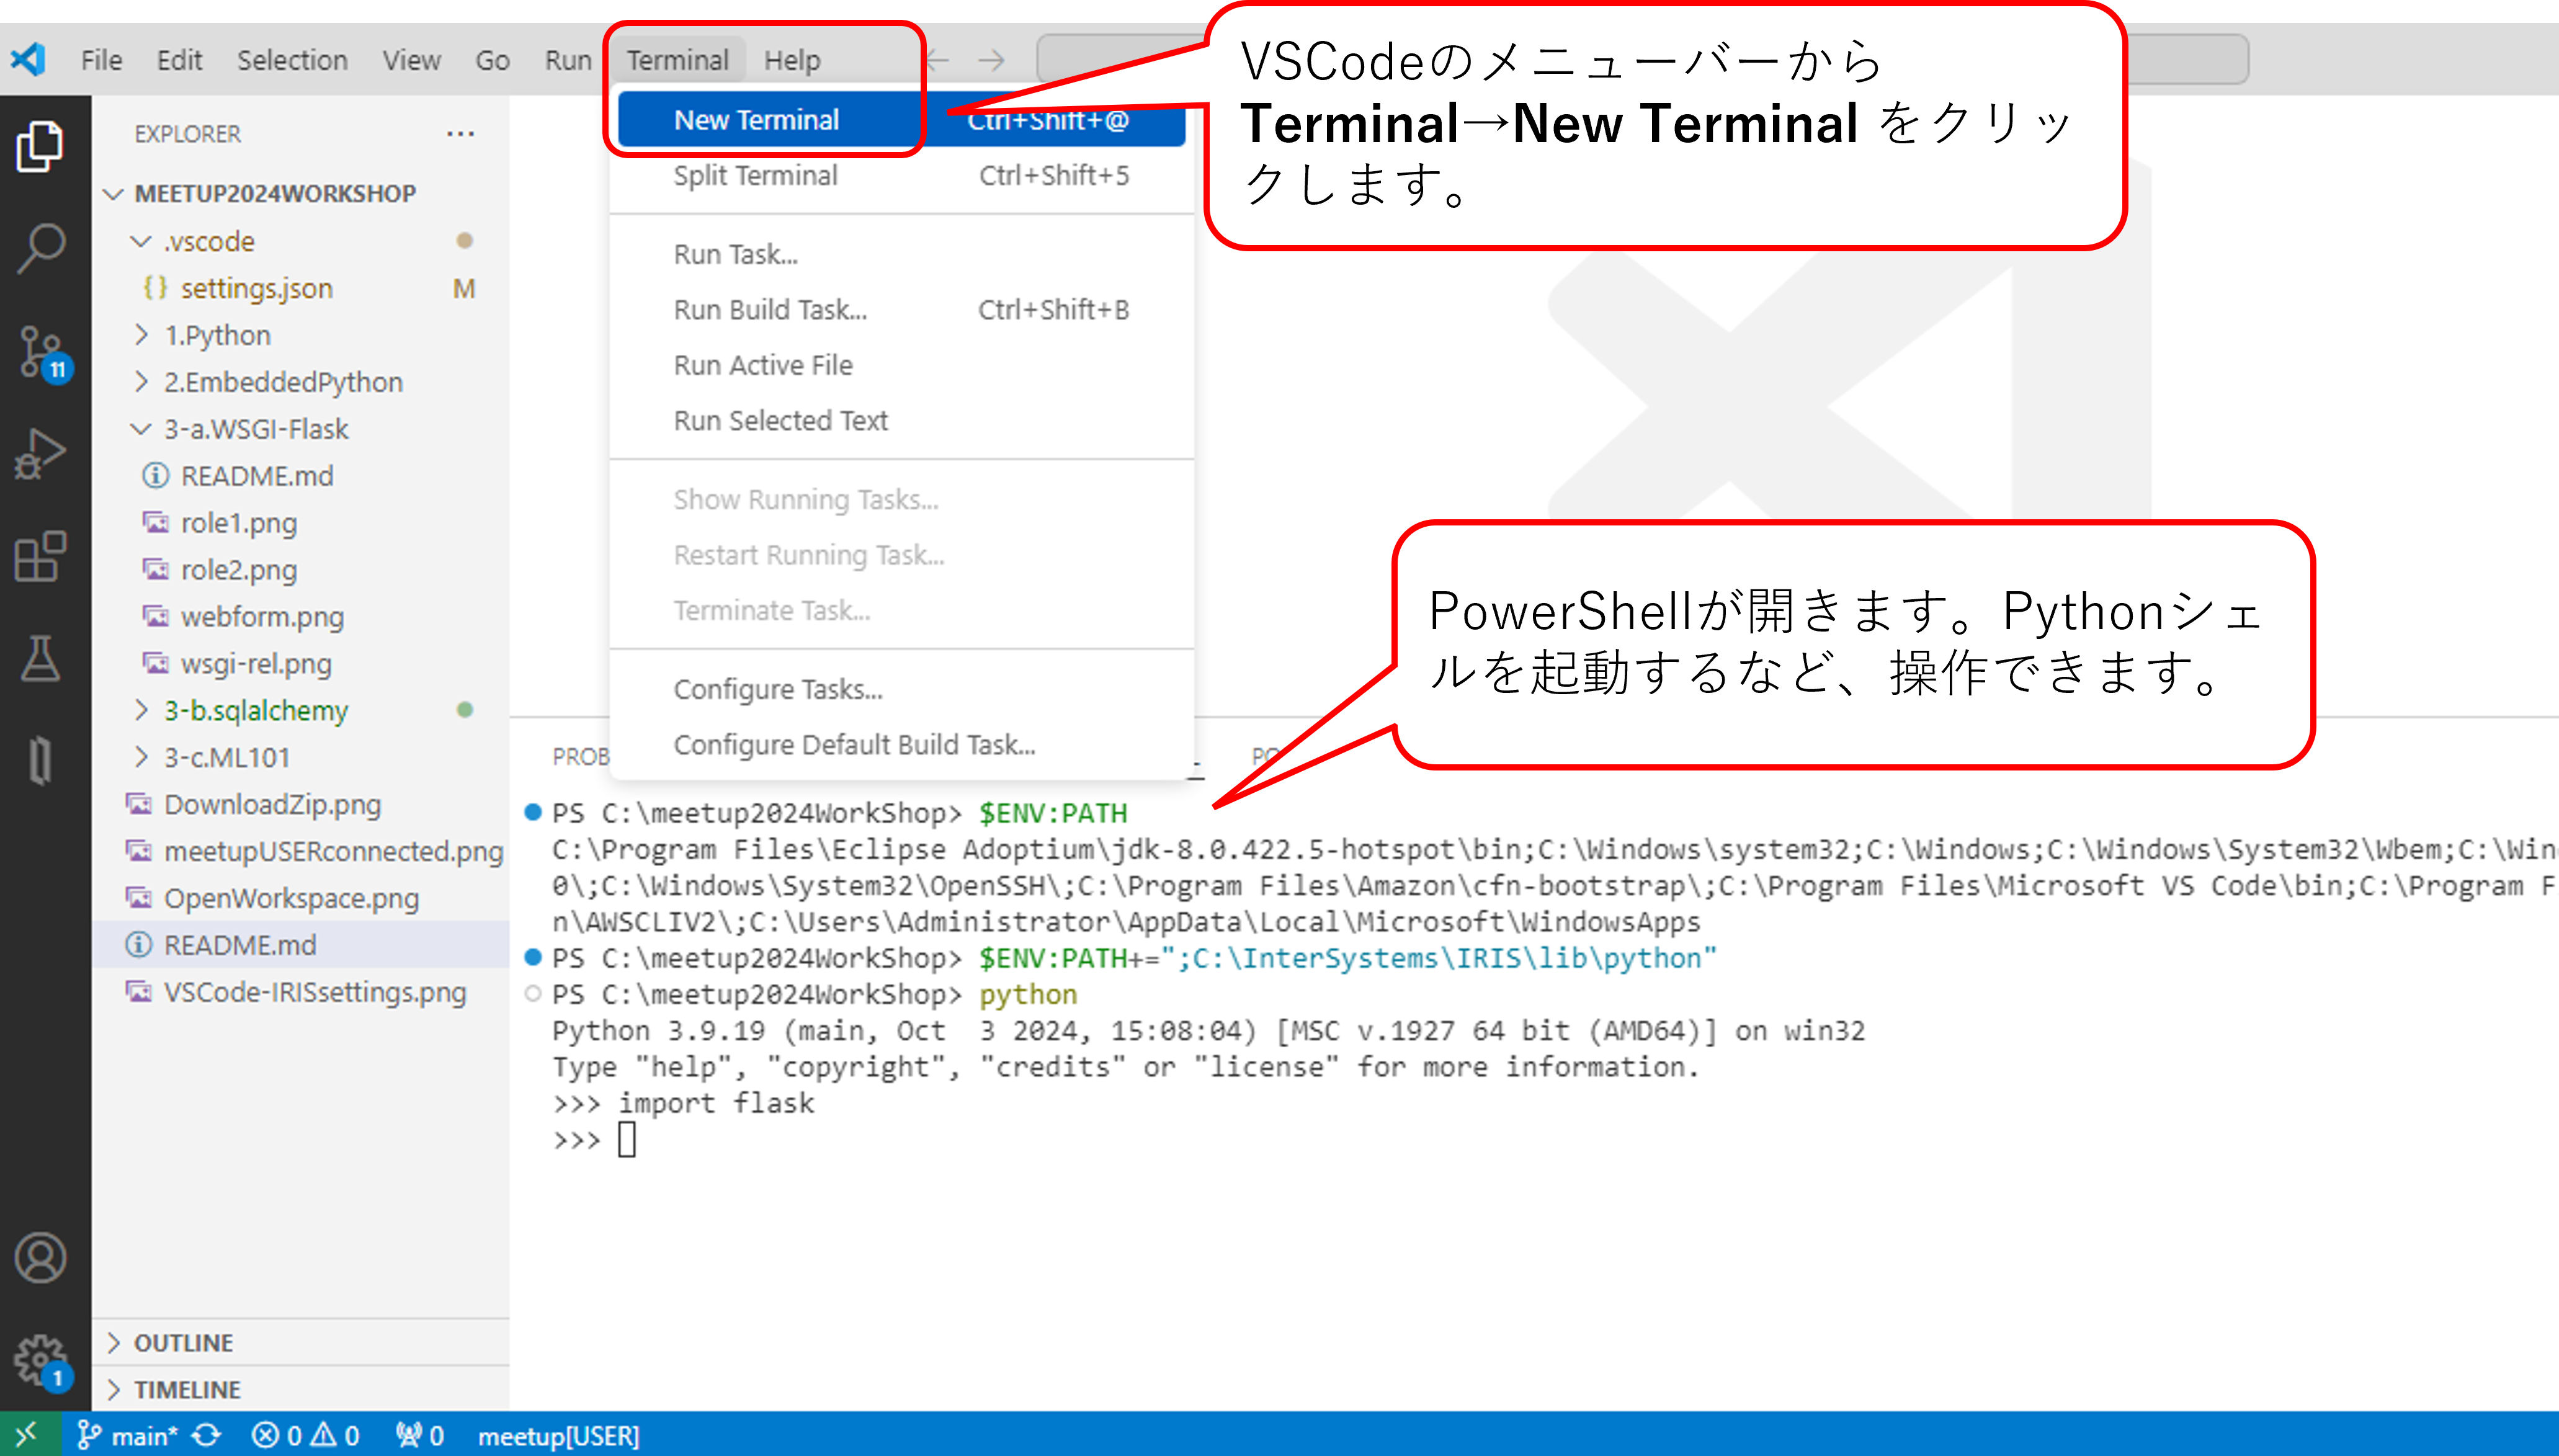 File Edit Selection View Go Run Terminal Help
VSCodeのメニューバーから
Terminal→New Terminal をクリッ
クします。
New Terminal Ctrl+Shift+@
Split Terminal Ctrl+Shift+5
Run Task...
Run Build Task... Ctrl+Shift+B
Run Active File
Run Selected Text
Show Running Tasks...
Restart Running Task...
Terminate Task...
Configure Tasks...
Configure Default Build Task...
EXPLORER
MEETUP2024WORKSHOP
.vscode
{} settings.json M
1.Python
2.EmbeddedPython
3-a.WSGI-Flask
README.md
role1.png
role2.png
webform.png
wsgi-rel.png
3-b.sqlalchemy
3-c.ML101
DownloadZip.png
meetupUSERconnected.png
OpenWorkspace.png
README.md
VSCode-IRISsettings.png
OUTLINE
TIMELINE
11
1
PowerShellが開きます。Pythonシェ
ルを起動するなど、操作できます。
PROB
PS C:\meetup2024WorkShop> $ENV:PATH
C:\Program Files\Eclipse Adoptium\jdk-8.0.422.5-hotspot\bin;C:\Windows\system32;C:\Windows;C:\Windows\System32\Wbem;C:\Win
0\;C:\Windows\System32\OpenSSH\;C:\Program Files\Amazon\cfn-bootstrap\;C:\Program Files\Microsoft VS Code\bin;C:\Program F
n\AWSCLIV2\;C:\Users\Administrator\AppData\Local\Microsoft\WindowsApps
PS C:\meetup2024WorkShop> $ENV:PATH+=";C:\InterSystems\IRIS\lib\python"
PS C:\meetup2024WorkShop> python
Python 3.9.19 (main, Oct  3 2024, 15:08:04) [MSC v.1927 64 bit (AMD64)] on win32
Type "help", "copyright", "credits" or "license" for more information.
>>> import flask
>>>
main* 0 0 0 meetup[USER]